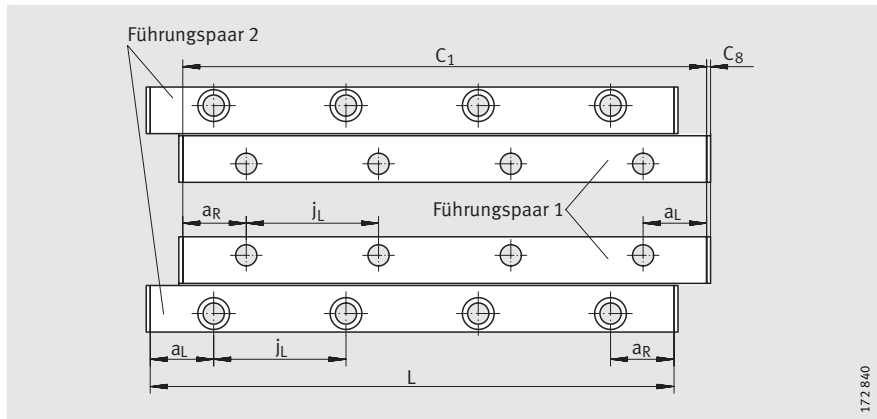 Führungspaar 2
C1
C8
aR
jL
Führungspaar 1
aL
aL
jL
aR
L
172 840